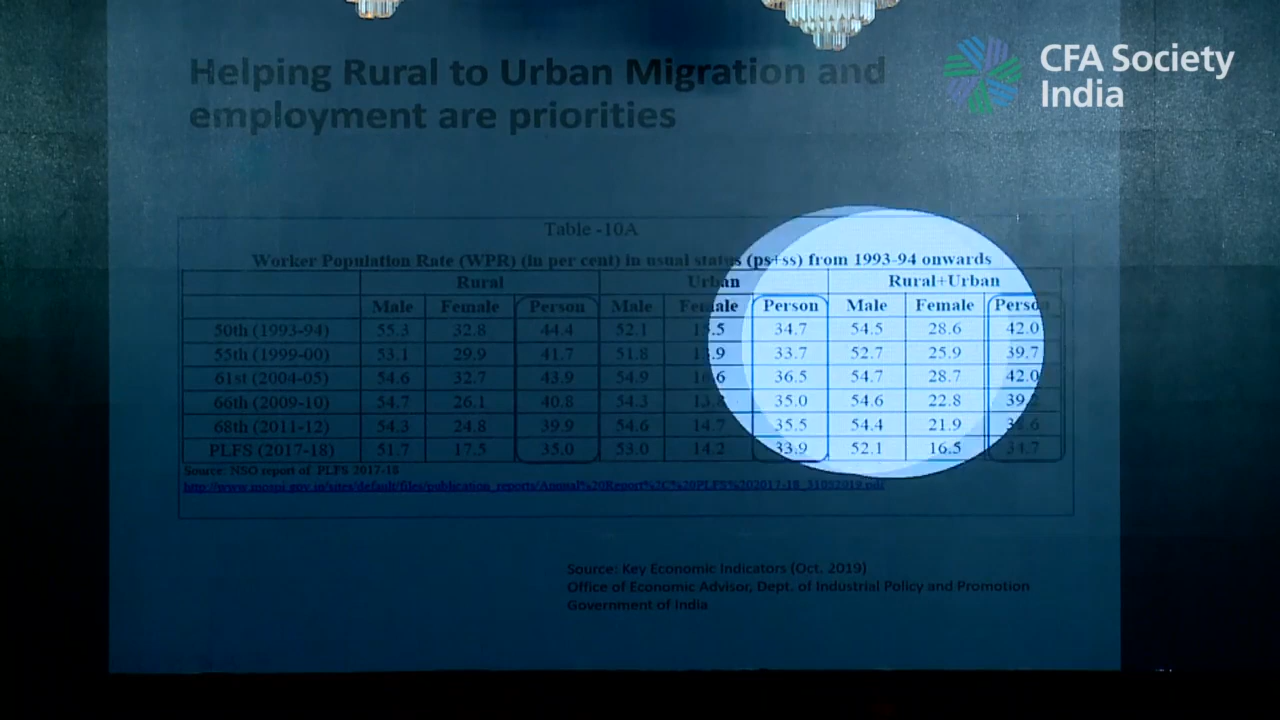 CFA Society
India
Helping Rural to Urban Migration and
employment are priorities
Table -10A
Worker Population Rate (WPR) (in per cent) in usual status (ps+ss) from 1993-94 onwards
Rural Urban Rural+Urban
Male Female Person Male Female Person Male Female Person
50th (1993-94) 55.3 32.8 44.4 52.1 34.7 54.5 28.6 42.0
55th (1999-00) 53.1 29.9 41.7 51.8 33.7 52.7 25.9 39.7
61st (2004-05) 54.6 32.7 43.9 54.9 36.5 54.7 28.7 42.0
66th (2009-10) 54.7 26.1 40.8 54.3 35.0 54.6 22.8
68th (2011-12) 54.3 24.8 39.9 54.6 14.7 35.5 54.4 21.9
PLFS (2017-18) 51.7 17.5 35.0 53.0 14.2 33.9 52.1 16.5 34.7
Source: NSO report of PLFS 2017-18
Source: Key Economic Indicators (Oct. 2019)
Office of Economic Advisor, Dept. of Industrial Policy and Promotion
Government of India